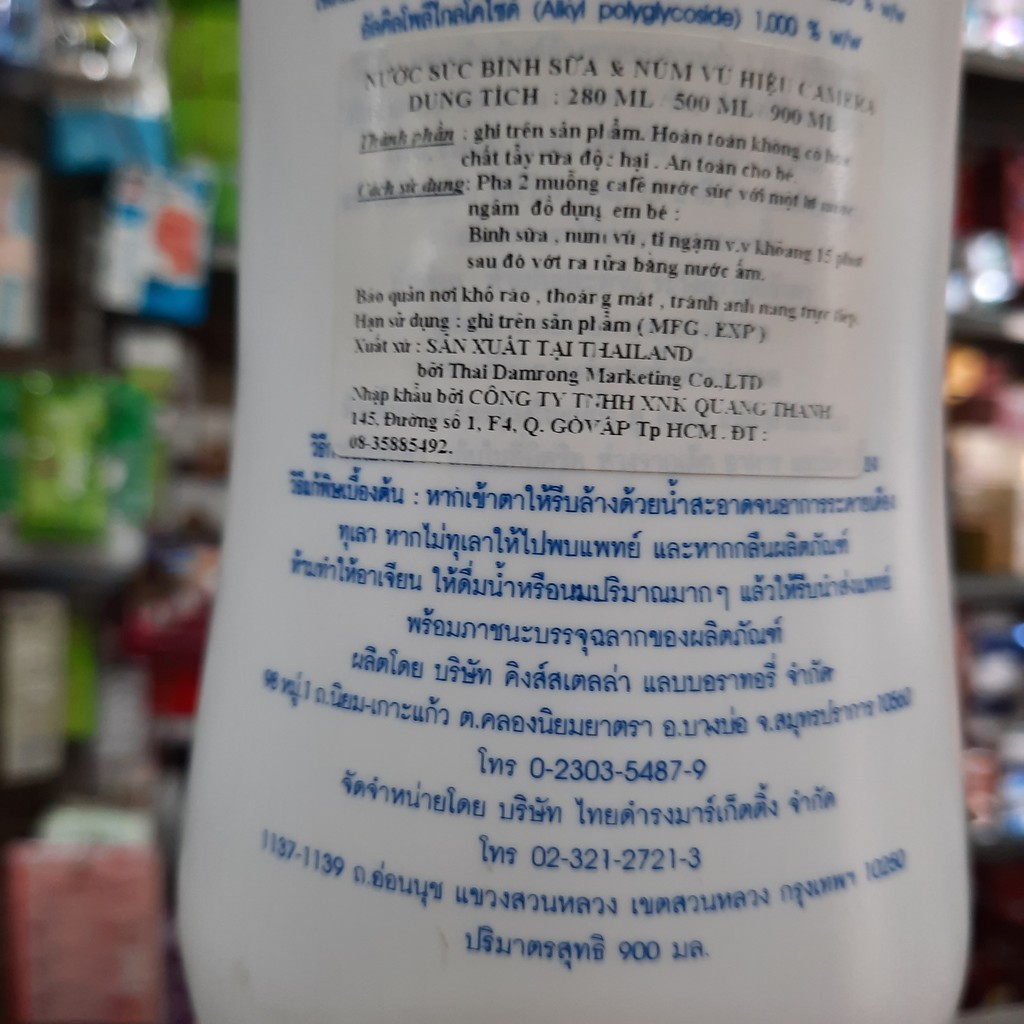 อัลคิลโพลีไกลโคไซด์ (Alkyl polyglycoside) 1.000 % w/w
NƯỚC SÚC BÌNH SỮA & NÚM VÚ HIỆU CAMERA
DUNG TÍCH : 280 ML / 500 ML / 900 ML
Thành phần : ghi trên sản phẩm. Hoàn toàn không có hóa
chất tẩy rữa độc hại . An toàn cho bé.
Cách sử dụng: Pha 2 muỗng café nước súc với một lít nước
ngâm đồ dụng em bé :
Bình sữa , num vú , ti ngậm v.v khỏang 15 phút
sau đó vớt ra rửa bằng nước ấm.
Bảo quản nơi khô ráo , thoáng mát , tránh ánh nắng trực tiếp.
Hạn sử dụng : ghi trên sản phẩm ( MFG . EXP )
Xuất xứ : SẢN XUẤT TẠI THAILAND
bởi Thai Damrong Marketing Co..LTD
Nhập khẩu bởi CÔNG TY TNHH XNK QUANG THANH
145, Đường số 1, F4, Q. GÒ VẤP Tp HCM . ĐT :
08-35885492.
วิธีแก้พิษเบื้องต้น : หากเข้าตาให้รีบล้างด้วยน้ำสะอาดจนอาการระคายเคือง
ทุเลา หากไม่ทุเลาให้ไปพบแพทย์ และหากกลืนผลิตภัณฑ์
ห้ามทำให้อาเจียน ให้ดื่มน้ำหรือนมปริมาณมากๆ แล้วให้รีบนำส่งแพทย์
พร้อมภาชนะบรรจุฉลากของผลิตภัณฑ์
ผลิตโดย บริษัท คิงส์สเตลล่า แลบบอราทอรี่ จำกัด
98 หมู่ 1 ถ.นิยม-เกาะแก้ว ต.คลองนิยมยาตรา อ.บางบ่อ จ.สมุทรปราการ 10560
โทร 0-2303-5487-9
จัดจำหน่ายโดย บริษัท ไทยดำรงมาร์เก็ตติ้ง จำกัด
โทร 02-321-2721-3
1137-1139 ถ.อ่อนนุช แขวงสวนหลวง เขตสวนหลวง กรุงเทพฯ 10250
ปริมาตรสุทธิ 900 มล.